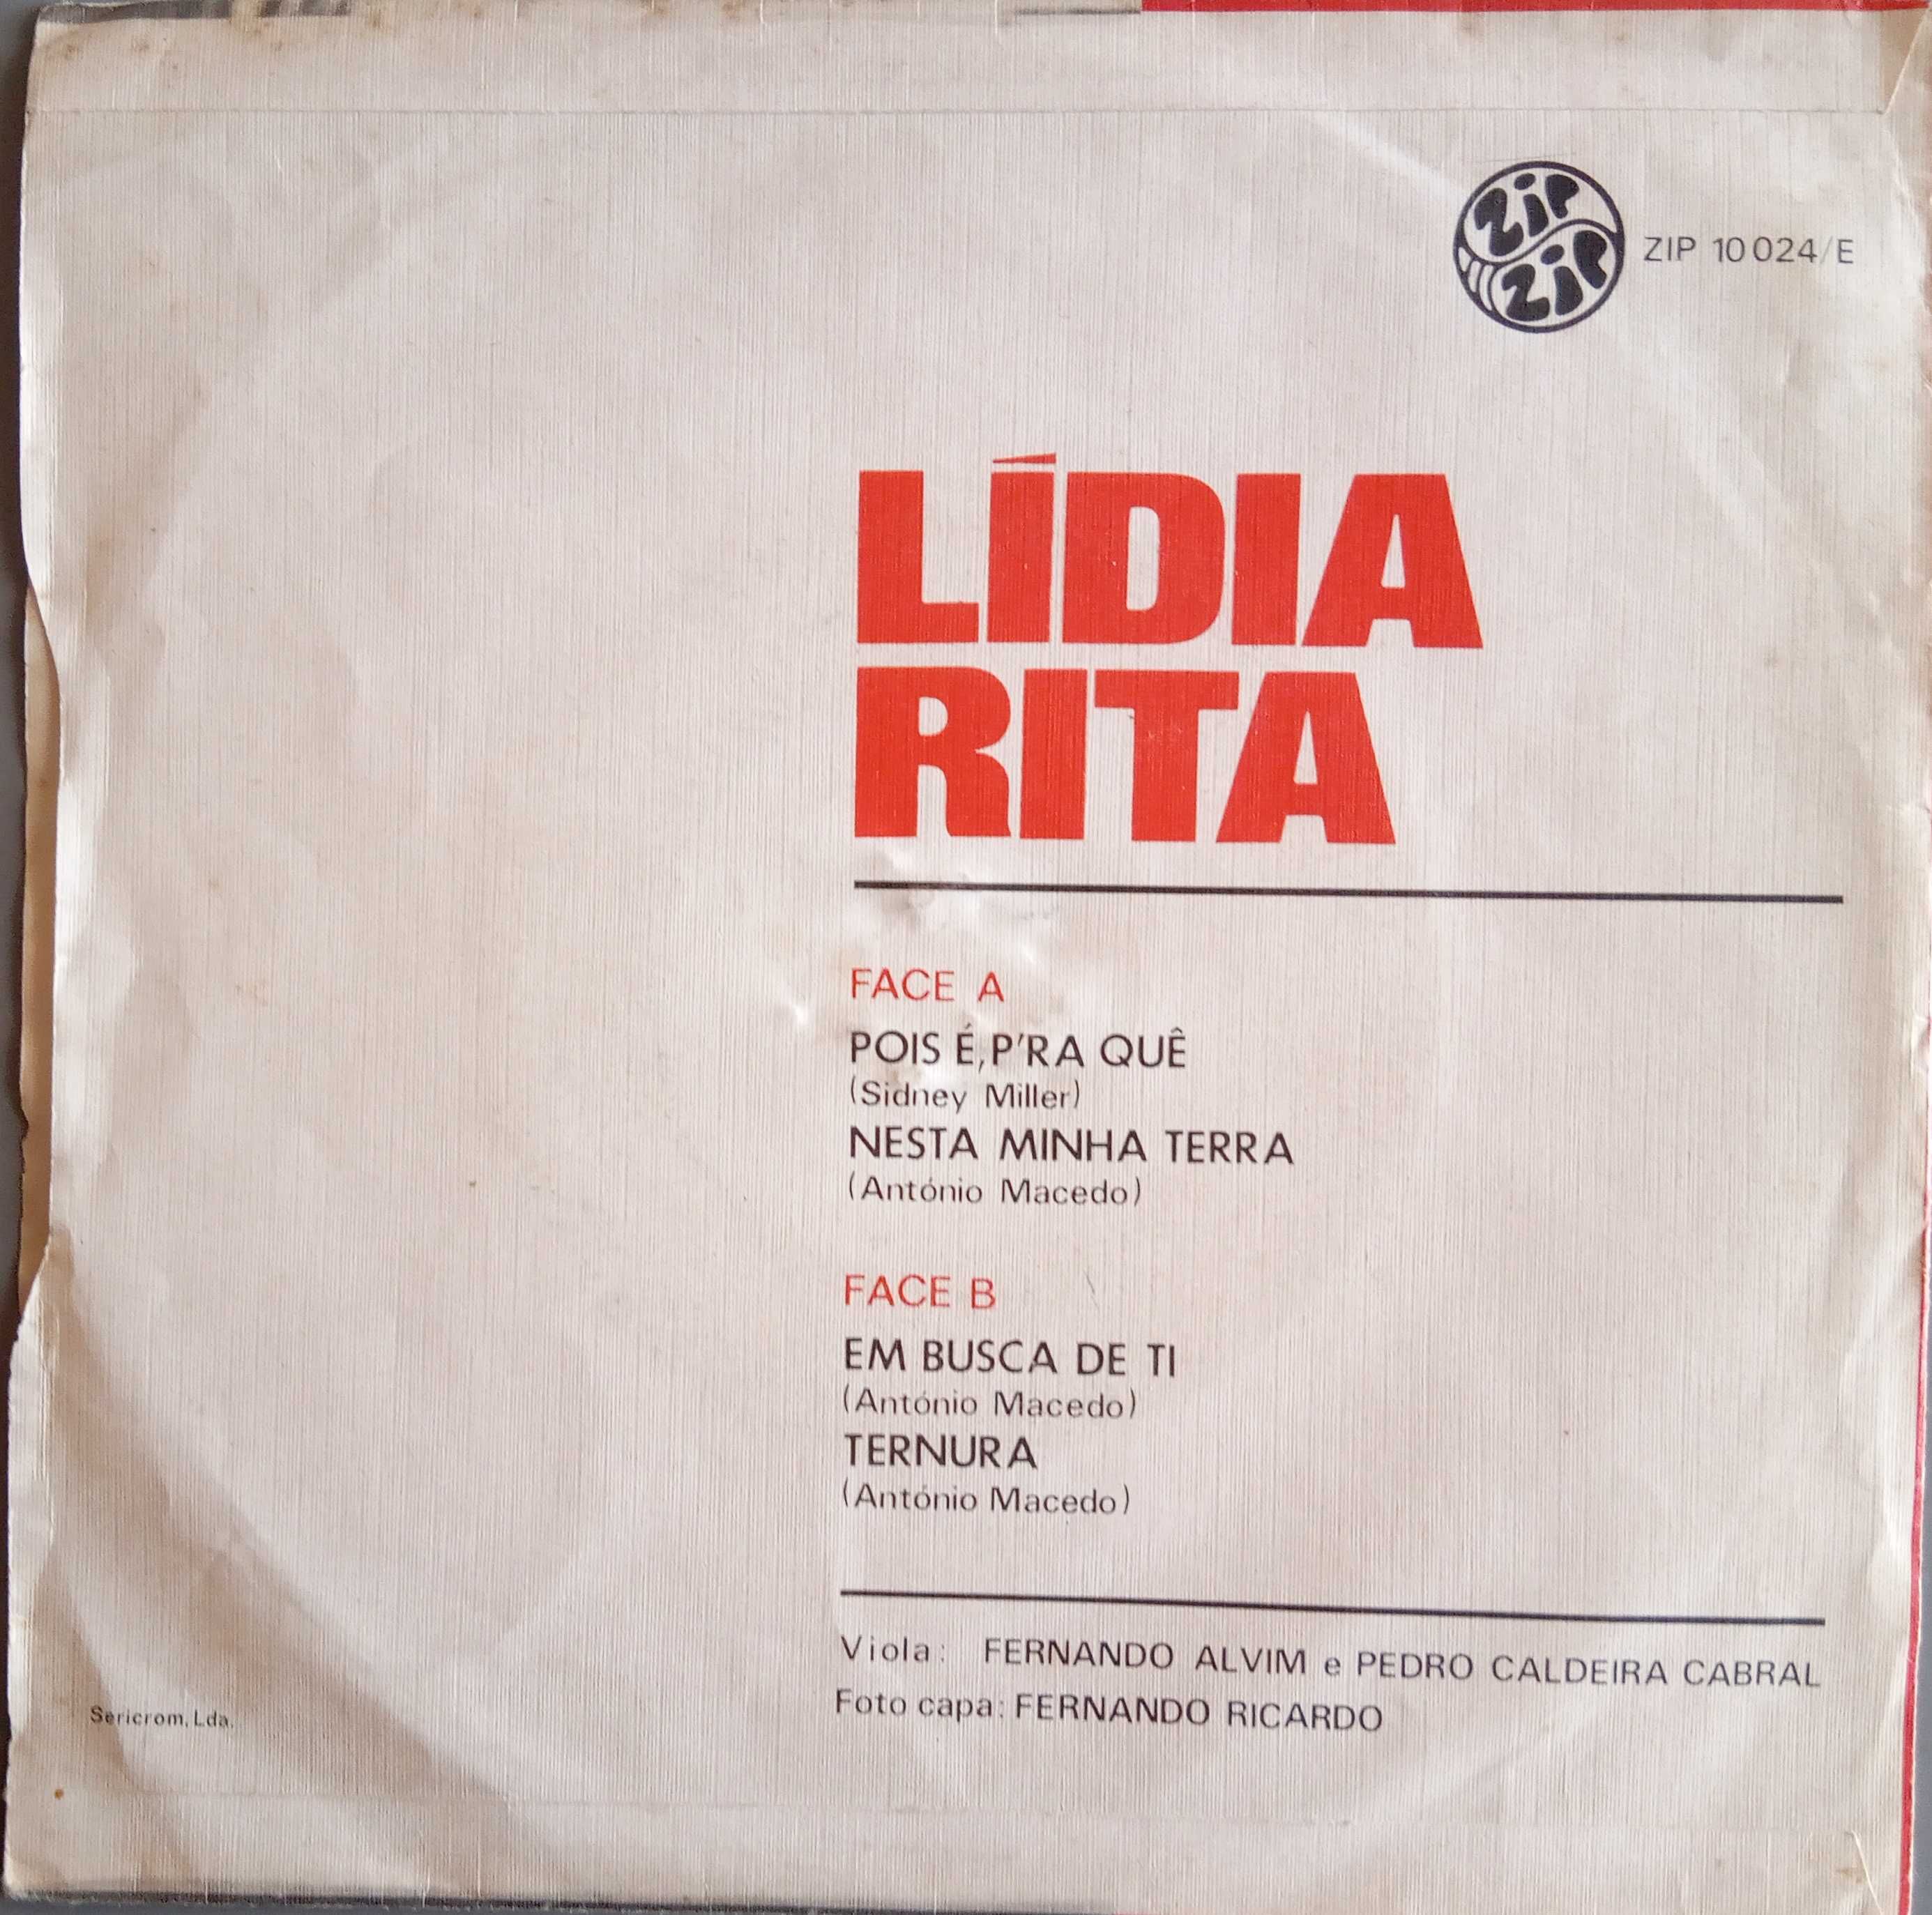 Zip
Zip
ZIP 10024/E
LÍDIA
RITA
FACE A
POIS É, P'RA QUÊ
(Sidney Miller)
NESTA MINHA TERRA
(António Macedo)
FACE B
EM BUSCA DE TI
(António Macedo)
TERNURA
(António Macedo)
Viola: FERNANDO ALVIM e PEDRO CALDEIRA CABRAL
Foto capa: FERNANDO RICARDO
Sericrom, Lda.